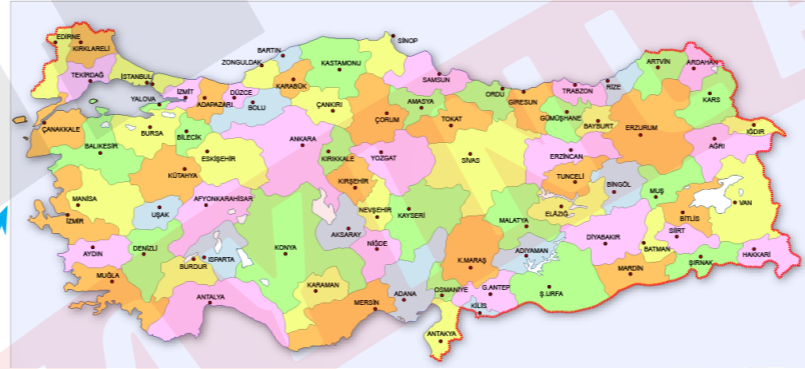 EDİRNE
KIRKLARELİ
TEKİRDAĞ
İSTANBUL
YALOVA
İZMİT
ADAPAZARI
DÜZCE
BOLU
ZONGULDAK
BARTIN
KARABÜK
KASTAMONU
SİNOP
SAMSUN
ÇANKIRI
ÇORUM
AMASYA
TOKAT
ORDU
GİRESUN
TRABZON
RİZE
ARTVİN
ARDAHAN
KARS
GÜMÜŞHANE
BAYBURT
ERZURUM
IĞDIR
AĞRI
ÇANAKKALE
BALIKESİR
BURSA
BİLECİK
ESKİŞEHİR
KÜTAHYA
ANKARA
KIRIKKALE
YOZGAT
SİVAS
ERZİNCAN
TUNCELİ
BİNGÖL
MUŞ
VAN
MANİSA
İZMİR
UŞAK
AFYONKARAHİSAR
KIRŞEHİR
NEVŞEHİR
KAYSERİ
MALATYA
ELAZIĞ
BİTLİS
SİİRT
DİYABAKIR
BATMAN
HAKKARİ
ŞIRNAK
MARDİN
AYDIN
DENİZLİ
MUĞLA
BURDUR
ISPARTA
ANTALYA
KONYA
AKSARAY
NİĞDE
KARAMAN
MERSİN
ADANA
K.MARAŞ
ADIYAMAN
OSMANİYE
G.ANTEP
KİLİS
Ş.URFA
ANTAKYA